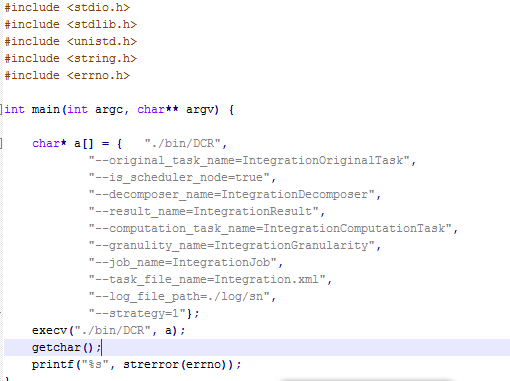 #include <stdio.h>
#include <stdlib.h>
#include <unistd.h>
#include <string.h>
#include <errno.h>
int main(int argc, char** argv) {
char* a[] = {   "./bin/DCR",
"--original_task_name=IntegrationOriginalTask",
"--is_scheduler_node=true",
"--decomposer_name=IntegrationDecomposer",
"--result_name=IntegrationResult",
"--computation_task_name=IntegrationComputationTask",
"--granulity_name=IntegrationGranularity",
"--job_name=IntegrationJob",
"--task_file_name=Integration.xml",
"--log_file_path=./log/sn",
"--strategy=1"};
execv("./bin/DCR", a);
getchar();
printf("%s", strerror(errno));
}